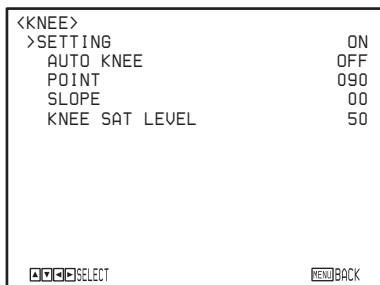 <KNEE>
>SETTING ON
AUTO KNEE OFF
POINT 090
SLOPE 00
KNEE SAT LEVEL 50
▲▼◀▶SELECT MENU BACK